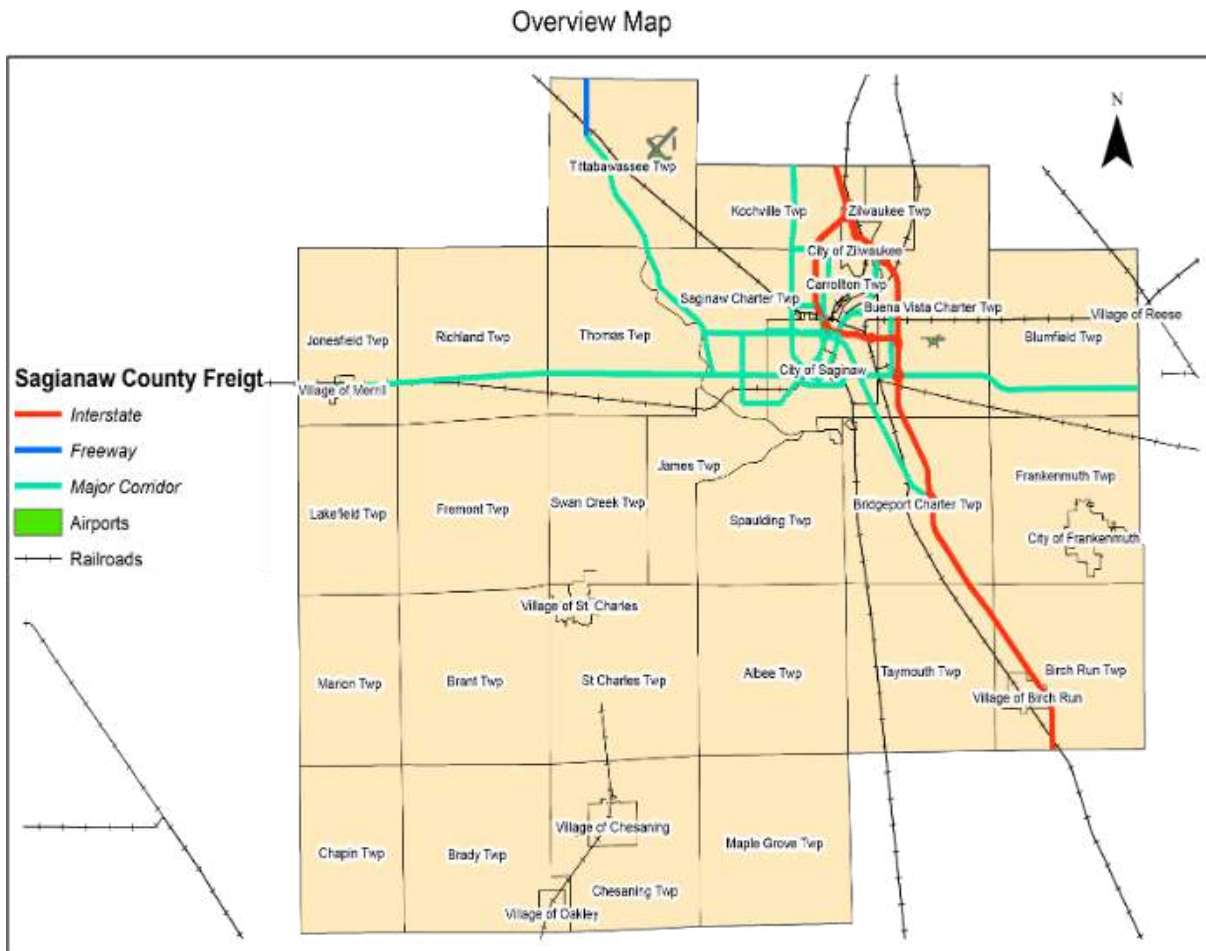 Overview Map
N
Tittabawassee Twp
Kochville Twp
Zilwaukee Twp
City of Zilwaukee
Carrollton Twp
Saginaw Charter Twp
Buena Vista Charter Twp
Village of Reese
Jonesfield Twp
Richland Twp
Thomas Twp
Blumfield Twp
City of Saginaw
Village of Merrill
Sagianaw County Freigt
Interstate
Freeway
Major Corridor
Airports
Railroads
James Twp
Frankenmuth Twp
Lakefield Twp
Fremont Twp
Swan Creek Twp
Spaulding Twp
Bridgeport Charter Twp
City of Frankenmuth
Village of St. Charles
Marion Twp
Brant Twp
St Charles Twp
Albee Twp
Taymouth Twp
Birch Run Twp
Village of Birch Run
Village of Chesaning
Chapin Twp
Brady Twp
Maple Grove Twp
Chesaning Twp
Village of Oakley